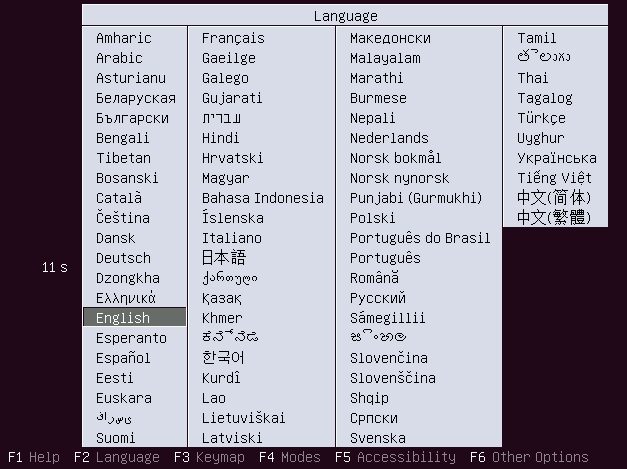 Language
Amharic
Arabic
Asturianu
Беларуская
Български
Bengali
Tibetan
Bosanski
Català
Čeština
Dansk
Deutsch
Dzongkha
Ελληνικά
English
Esperanto
Español
Eesti
Euskara
Suomi
Français
Gaeilge
Galego
Gujarati
עברית
Hindi
Hrvatski
Magyar
Bahasa Indonesia
Íslenska
Italiano
日本語
ქართული
Қазақ
Khmer
ಕನ್ನಡ
한국어
Kurdî
Lao
Lietuviškai
Latviski
Македонски
Malayalam
Marathi
Burmese
Nepali
Nederlands
Norsk bokmål
Norsk nynorsk
Punjabi (Gurmukhi)
Polski
Português do Brasil
Português
Română
Русский
Sámegillii
සිංහල
Slovenčina
Slovenščina
Shqip
Српски
Svenska
Tamil
తెలుగు
Thai
Tagalog
Türkçe
Uyghur
Українська
Tiếng Việt
中文(简体)
中文(繁體)
11 s
F1 Help F2 Language F3 Keymap F4 Modes F5 Accessibility F6 Other Options